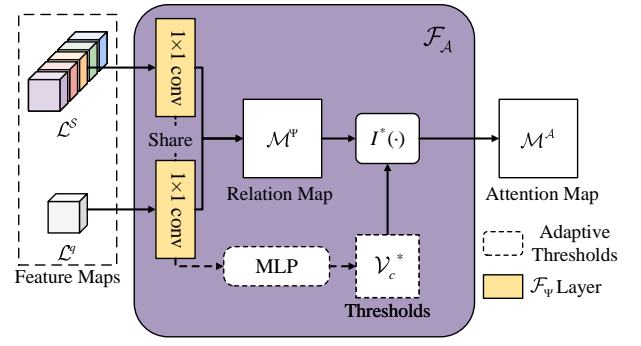 1×1 conv
ℱ_𝒜
ℒ^𝒮
Share
ℳ^Ψ
I^*(·)
ℳ^𝒜
Relation Map
Attention Map
1×1 conv
ℒ^q
Feature Maps
MLP
𝒱_c^*
Thresholds
Adaptive
Thresholds
ℱ_Ψ Layer